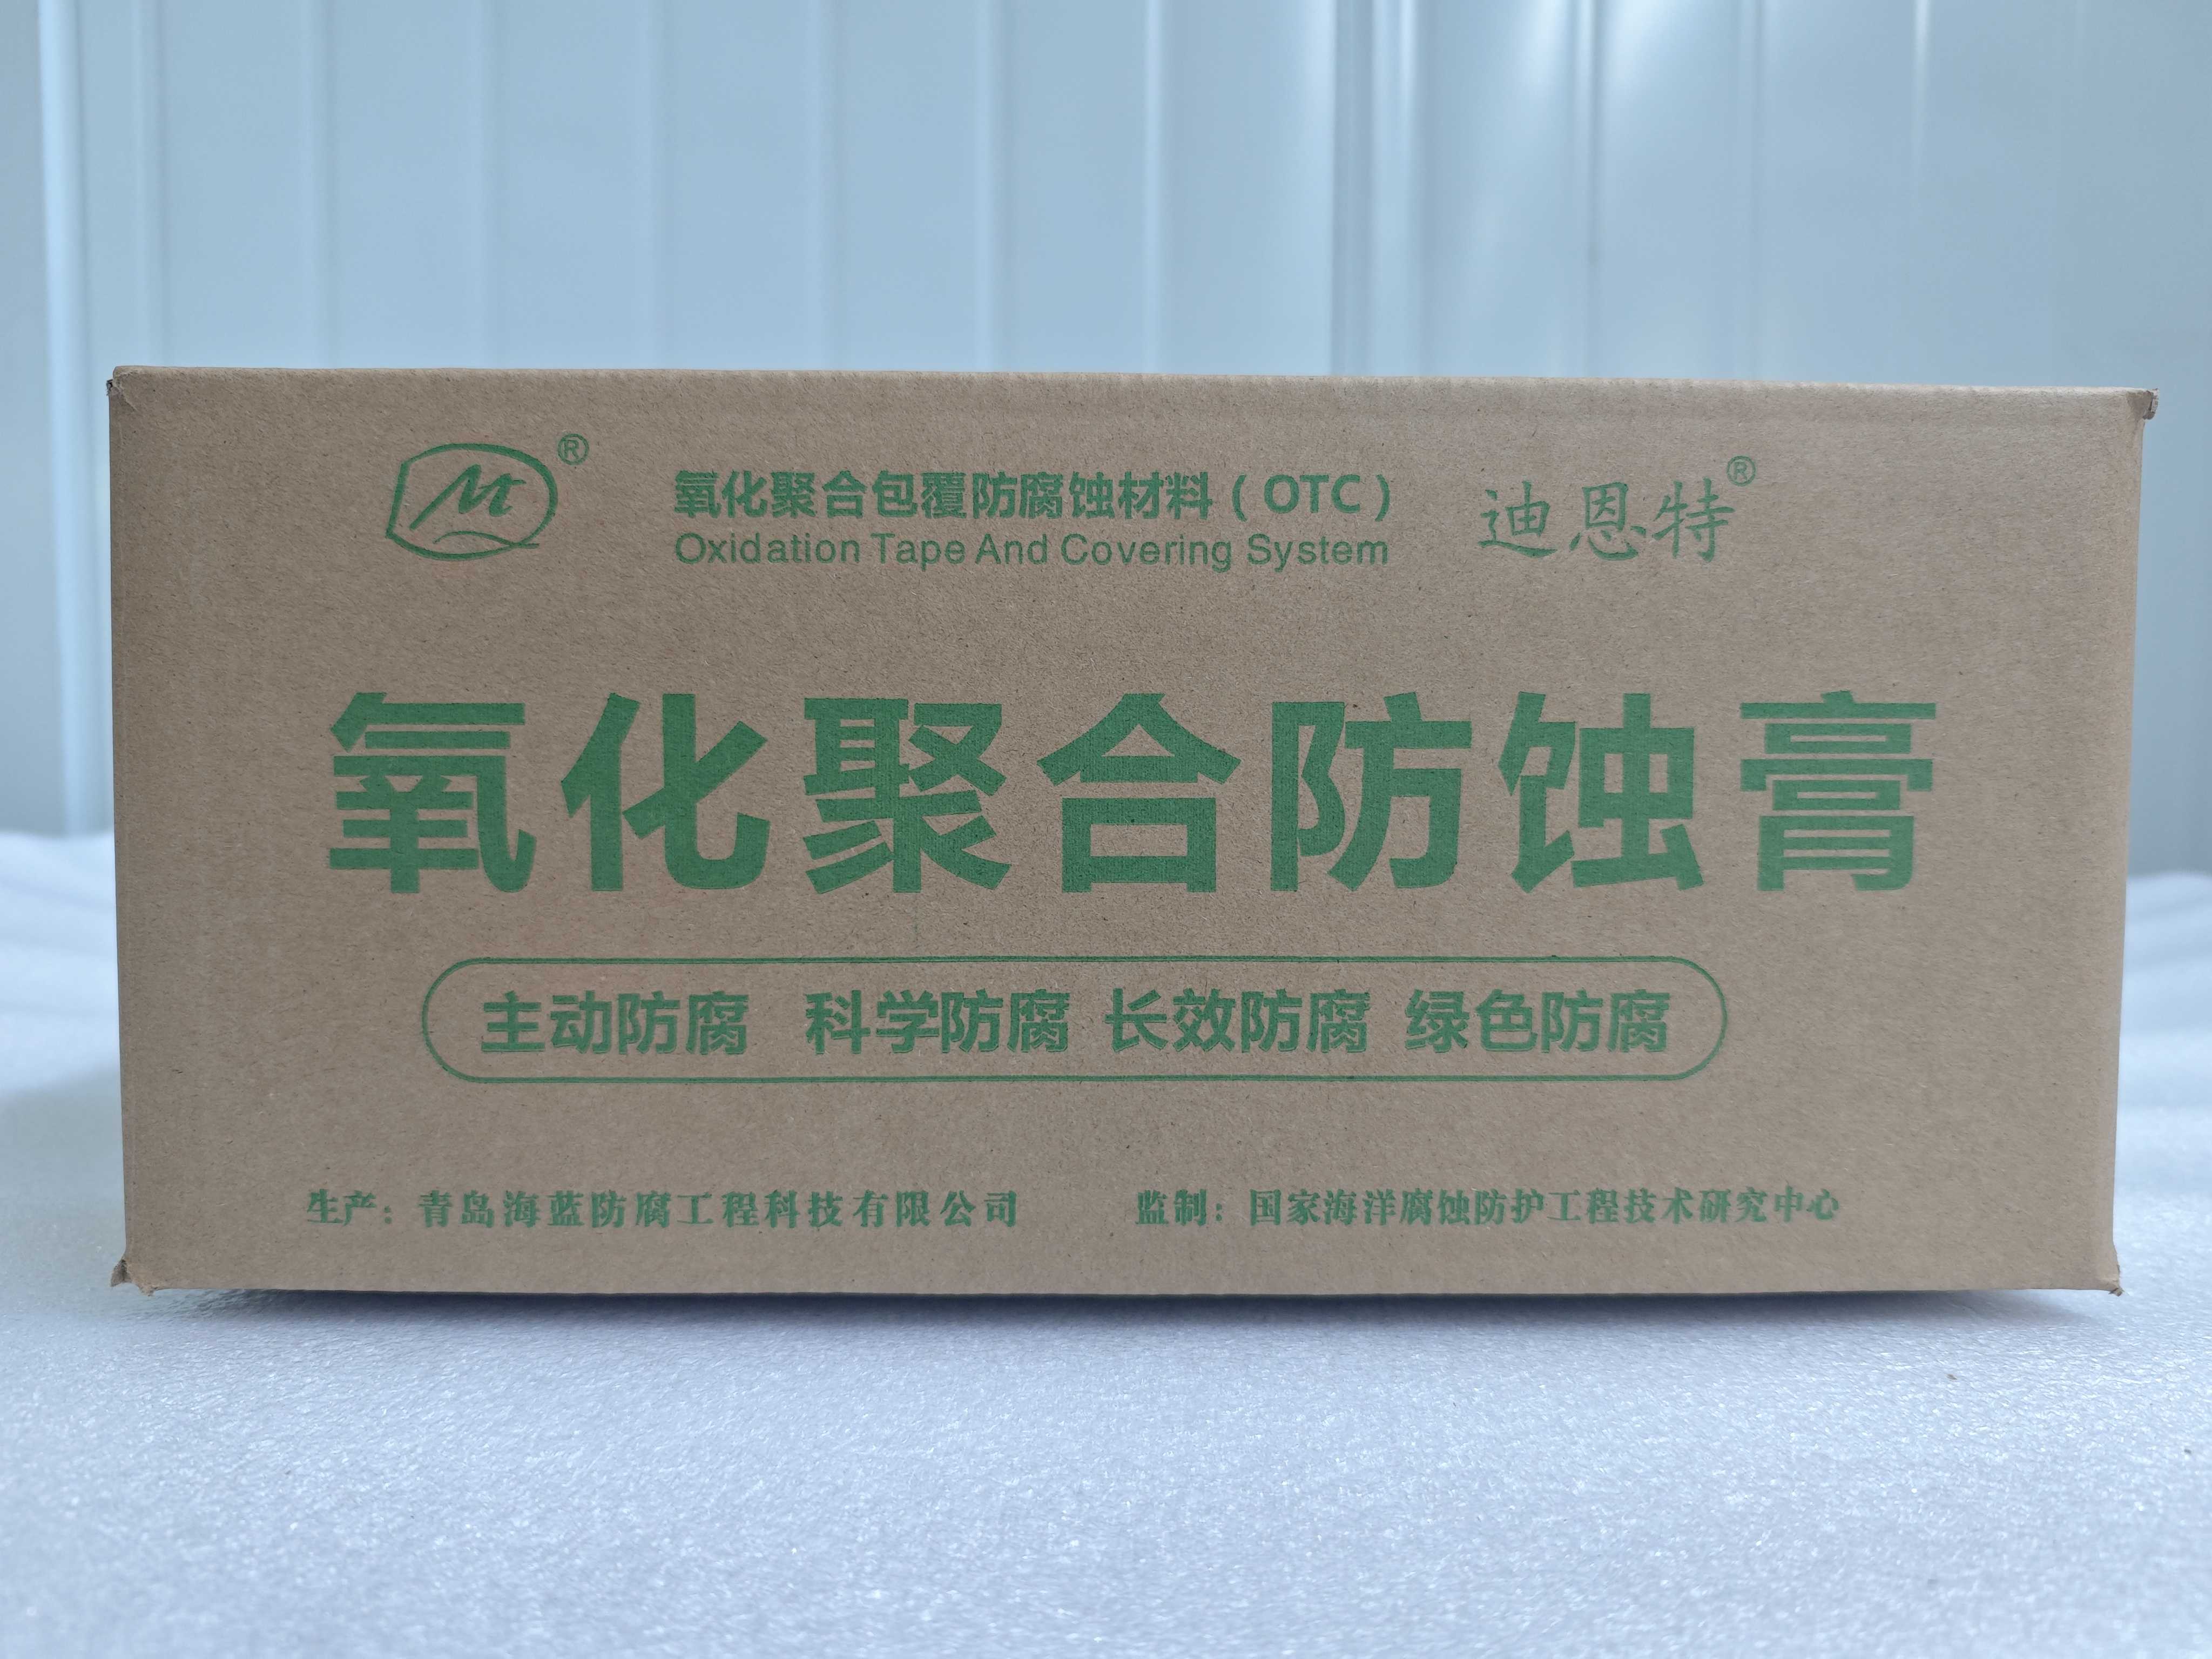 M®
氧化聚合包覆防腐蚀材料（OTC）
Oxidation Tape And Covering System
迪恩特®
氧化聚合防蚀膏
主动防腐 科学防腐 长效防腐 绿色防腐
生产：青岛海蓝防腐工程科技有限公司
监制：国家海洋腐蚀防护工程技术研究中心